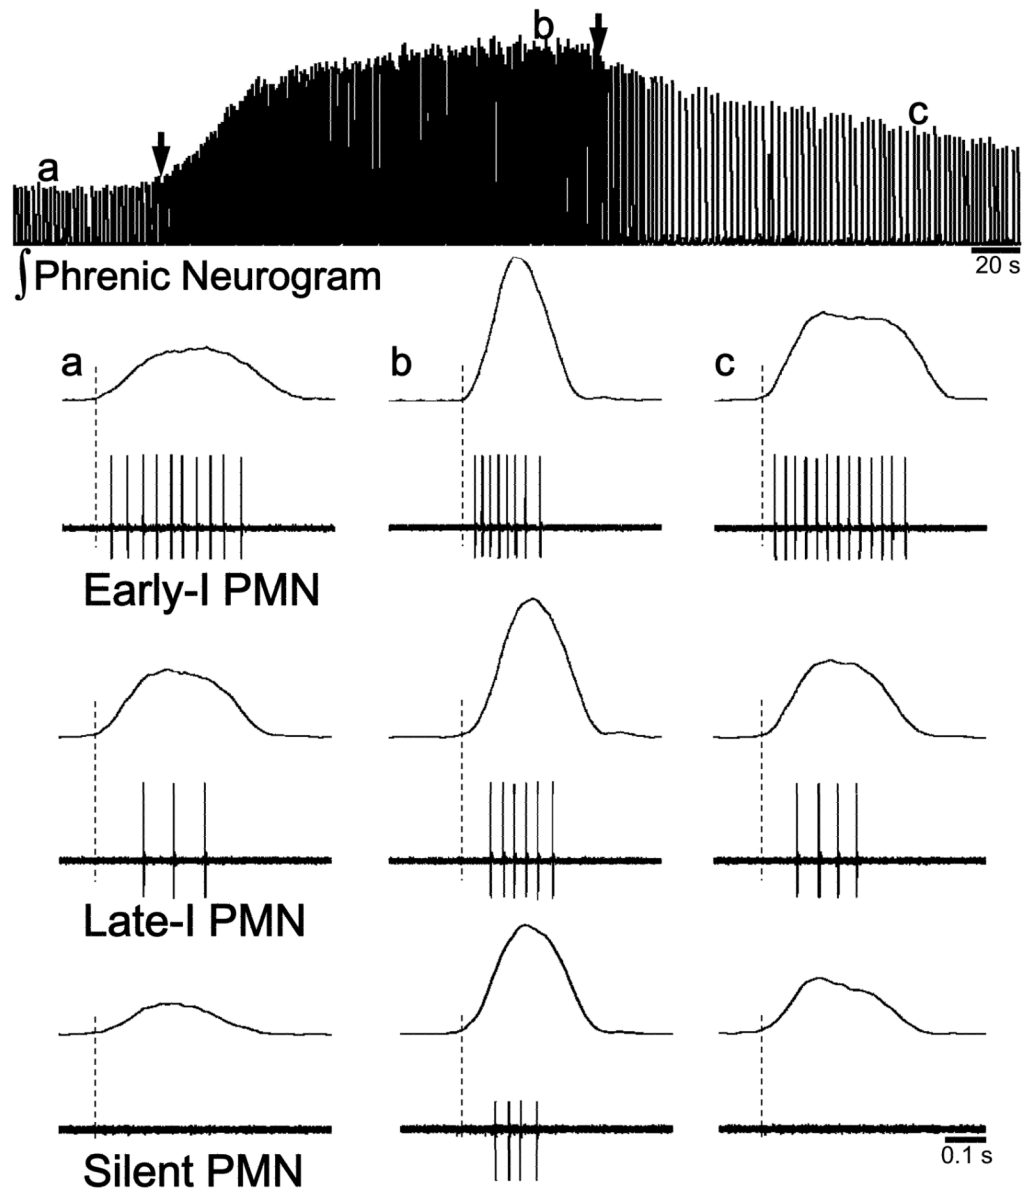 b
a
c
20 s
∫Phrenic Neurogram
a b c
Early-I PMN
Late-I PMN
0.1 s
Silent PMN